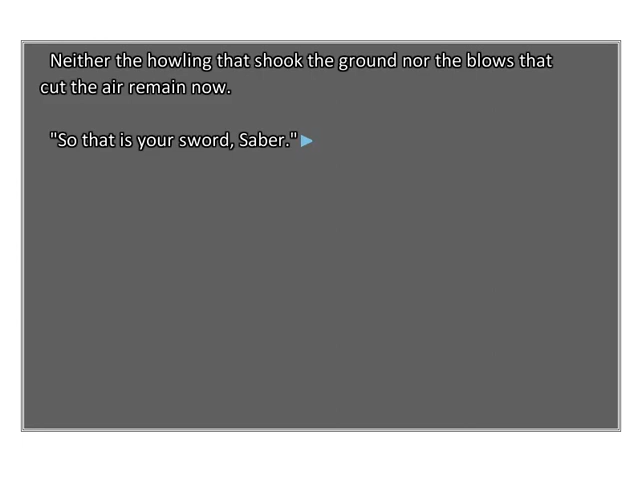 Neither the howling that shook the ground nor the blows that
cut the air remain now.
"So that is your sword, Saber."